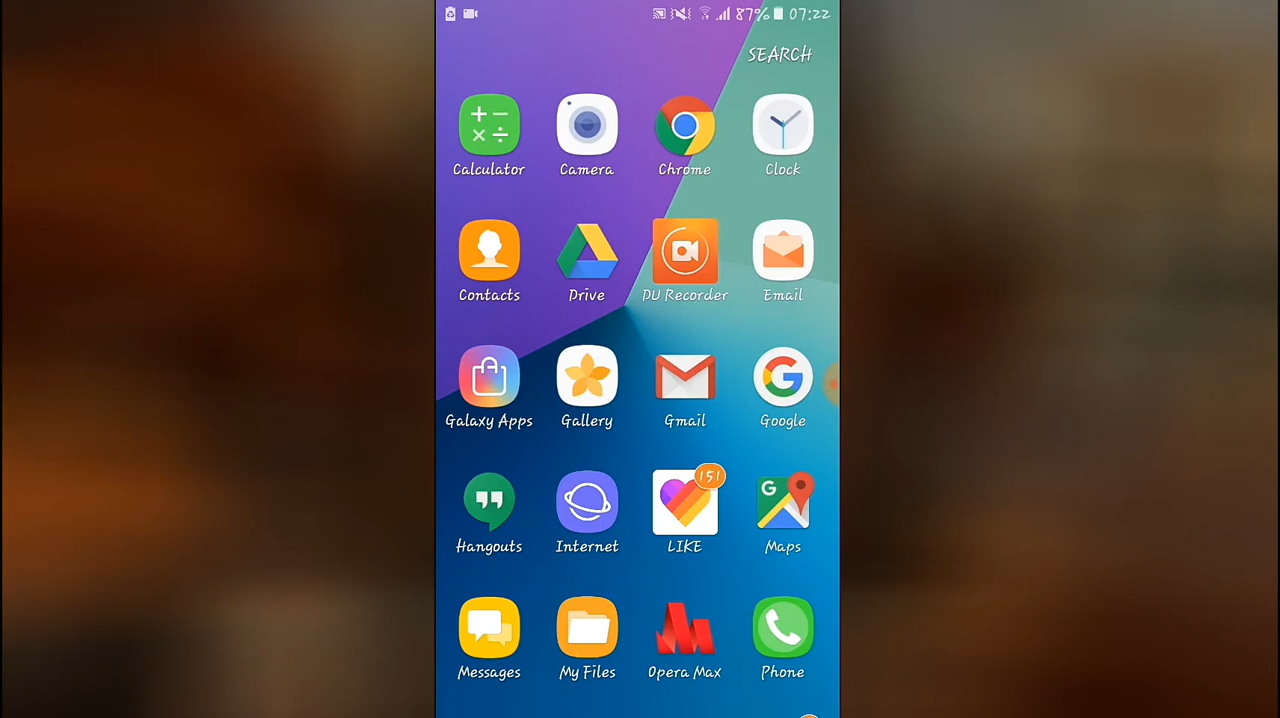 87% 07:22
SEARCH
Calculator Camera Chrome Clock
Contacts Drive DU Recorder Email
Galaxy Apps Gallery Gmail Google
G
151
Hangouts Internet LIKE Maps
Messages My Files Opera Max Phone